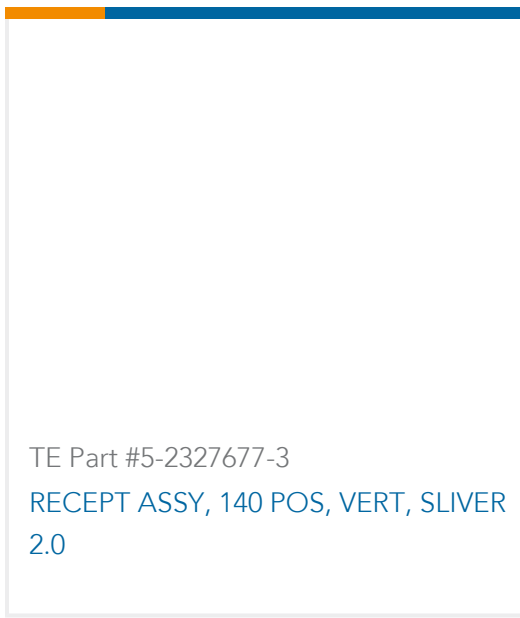 TE Part #5-2327677-3
RECEPT ASSY, 140 POS, VERT, SLIVER
2.0